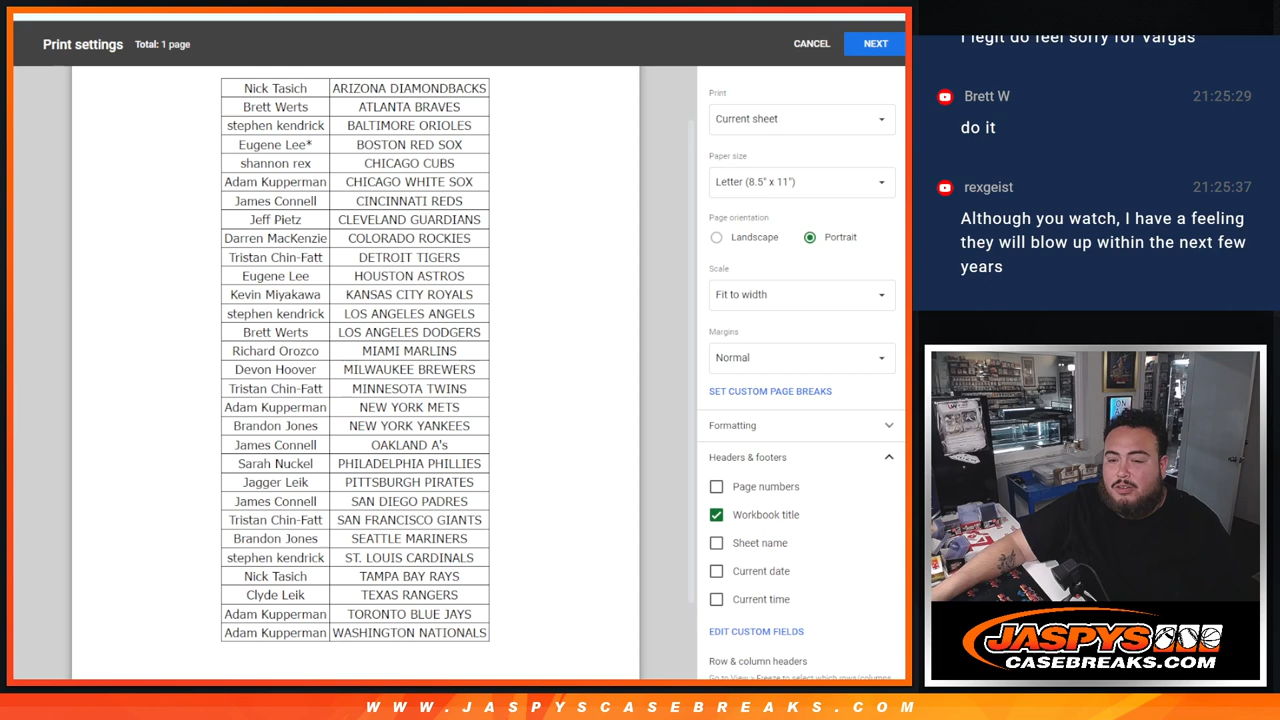 Print settings Total: 1 page CANCEL NEXT
Nick Tasich ARIZONA DIAMONDBACKS
Brett Werts ATLANTA BRAVES
stephen kendrick BALTIMORE ORIOLES
Eugene Lee* BOSTON RED SOX
shannon rex CHICAGO CUBS
Adam Kupperman CHICAGO WHITE SOX
James Connell CINCINNATI REDS
Jeff Pietz CLEVELAND GUARDIANS
Darren MacKenzie COLORADO ROCKIES
Tristan Chin-Fatt DETROIT TIGERS
Eugene Lee HOUSTON ASTROS
Kevin Miyakawa KANSAS CITY ROYALS
stephen kendrick LOS ANGELES ANGELS
Brett Werts LOS ANGELES DODGERS
Richard Orozco MIAMI MARLINS
Devon Hoover MILWAUKEE BREWERS
Tristan Chin-Fatt MINNESOTA TWINS
Adam Kupperman NEW YORK METS
Brandon Jones NEW YORK YANKEES
James Connell OAKLAND A's
Sarah Nuckel PHILADELPHIA PHILLIES
Jagger Leik PITTSBURGH PIRATES
James Connell SAN DIEGO PADRES
Tristan Chin-Fatt SAN FRANCISCO GIANTS
Brandon Jones SEATTLE MARINERS
stephen kendrick ST. LOUIS CARDINALS
Nick Tasich TAMPA BAY RAYS
Clyde Leik TEXAS RANGERS
Adam Kupperman TORONTO BLUE JAYS
Adam Kupperman WASHINGTON NATIONALS
Print
Current sheet
Paper size
Letter (8.5" x 11")
Page orientation
Landscape Portrait
Scale
Fit to width
Margins
Normal
SET CUSTOM PAGE BREAKS
Formatting
Headers & footers
Page numbers
Workbook title
Sheet name
Current date
Current time
EDIT CUSTOM FIELDS
Row & column headers
Go to View > Freeze to select which rows/columns
I legit do feel sorry for Vargas
Brett W 21:25:29
do it
rexgeist 21:25:37
Although you watch, I have a feeling
they will blow up within the next few
years
JASPYS
CASEBREAKS.COM
WWW.JASPYSCASEBREAKS.COM